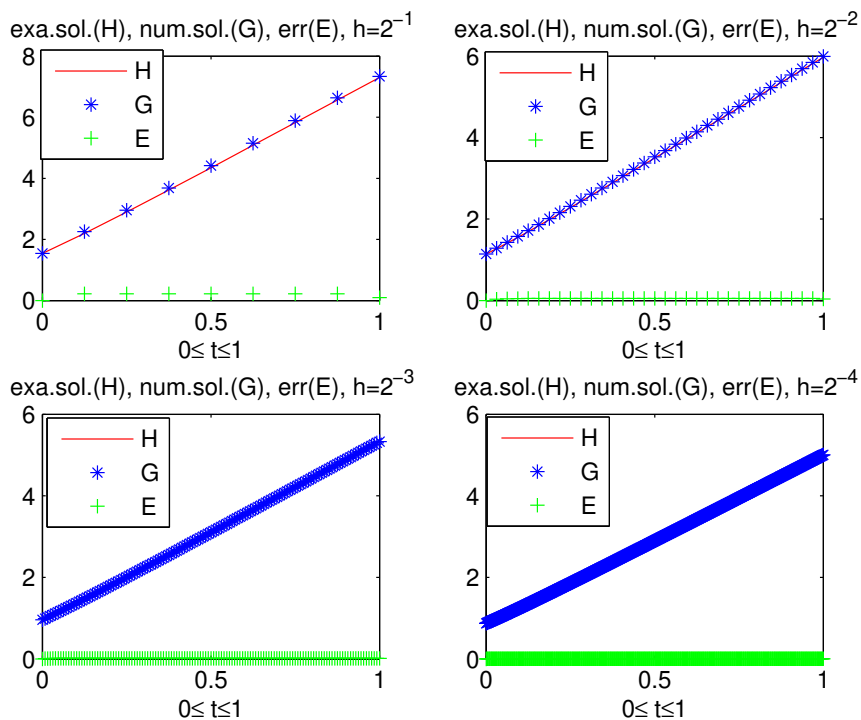 exa.sol.(H), num.sol.(G), err(E), h=2⁻¹
8
6
4
2
0
0
0.5
1
0≤ t≤1
H
G
E
exa.sol.(H), num.sol.(G), err(E), h=2⁻²
6
4
2
0
0
0.5
1
0≤ t≤1
H
G
E
exa.sol.(H), num.sol.(G), err(E), h=2⁻³
6
4
2
0
0
0.5
1
0≤ t≤1
H
G
E
exa.sol.(H), num.sol.(G), err(E), h=2⁻⁴
6
4
2
0
0
0.5
1
0≤ t≤1
H
G
E